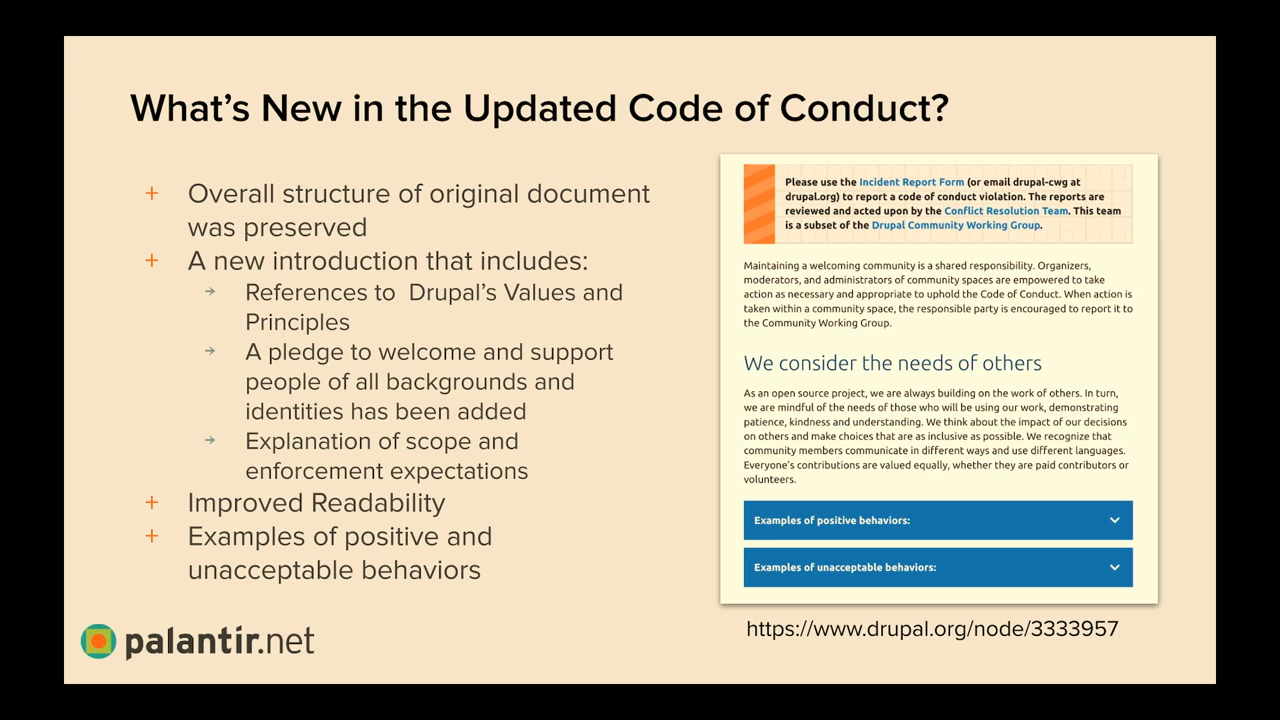 What's New in the Updated Code of Conduct?
+ Overall structure of original document
was preserved
+ A new introduction that includes:
→ References to Drupal's Values and
Principles
→ A pledge to welcome and support
people of all backgrounds and
identities has been added
→ Explanation of scope and
enforcement expectations
+ Improved Readability
+ Examples of positive and
unacceptable behaviors
Please use the Incident Report Form (or email drupal-cwg at
drupal.org) to report a code of conduct violation. The reports are
reviewed and acted upon by the Conflict Resolution Team. This team
is a subset of the Drupal Community Working Group.
Maintaining a welcoming community is a shared responsibility. Organizers,
moderators, and administrators of community spaces are empowered to take
action as necessary and appropriate to uphold the Code of Conduct. When action is
taken within a community space, the responsible party is encouraged to report it to
the Community Working Group.
We consider the needs of others
As an open source project, we are always building on the work of others. In turn,
we are mindful of the needs of those who will be using our work, demonstrating
patience, kindness and understanding. We think about the impact of our decisions
on others and make choices that are as inclusive as possible. We recognize that
community members communicate in different ways and use different languages.
Everyone's contributions are valued equally, whether they are paid contributors or
volunteers.
Examples of positive behaviors:
Examples of unacceptable behaviors:
https://www.drupal.org/node/3333957
palantir.net